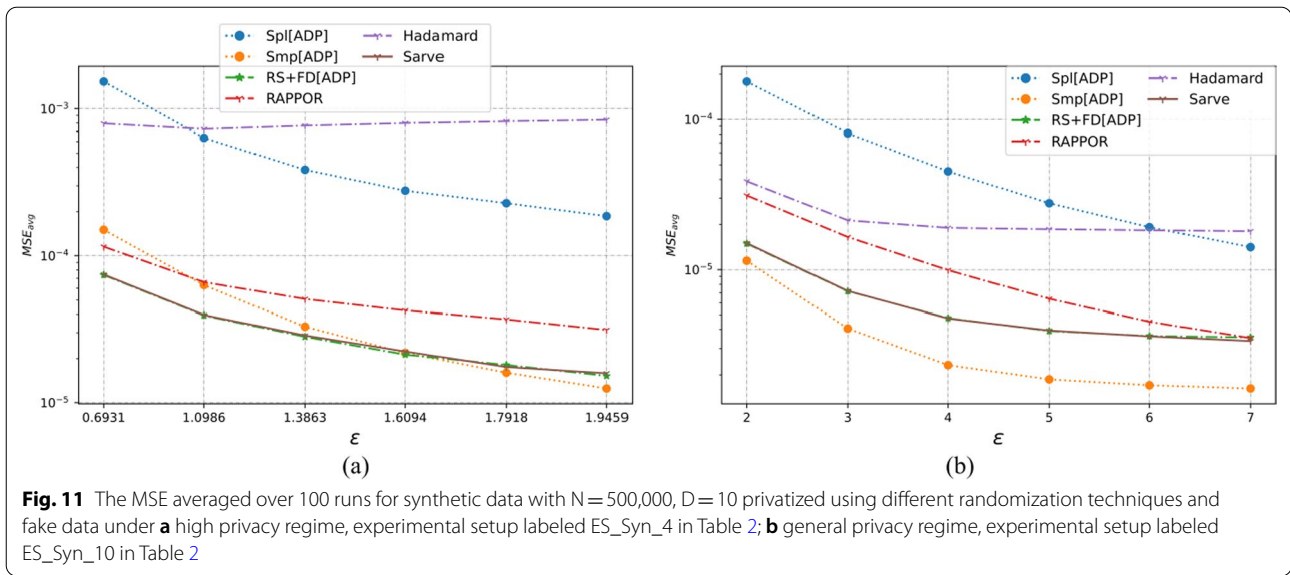 Spl[ADP]
Smp[ADP]
RS+FD[ADP]
RAPPOR
Hadamard
Sarve
10⁻³
10⁻⁴
10⁻⁵
MSE_avg
0.6931 1.0986 1.3863 1.6094 1.7918 1.9459
ε
(a)
Spl[ADP]
Smp[ADP]
RS+FD[ADP]
RAPPOR
Hadamard
Sarve
10⁻⁴
10⁻⁵
MSE_avg
2 3 4 5 6 7
ε
(b)
Fig. 11 The MSE averaged over 100 runs for synthetic data with N=500,000, D=10 privatized using different randomization techniques and
fake data under a high privacy regime, experimental setup labeled ES_Syn_4 in Table 2; b general privacy regime, experimental setup labeled
ES_Syn_10 in Table 2